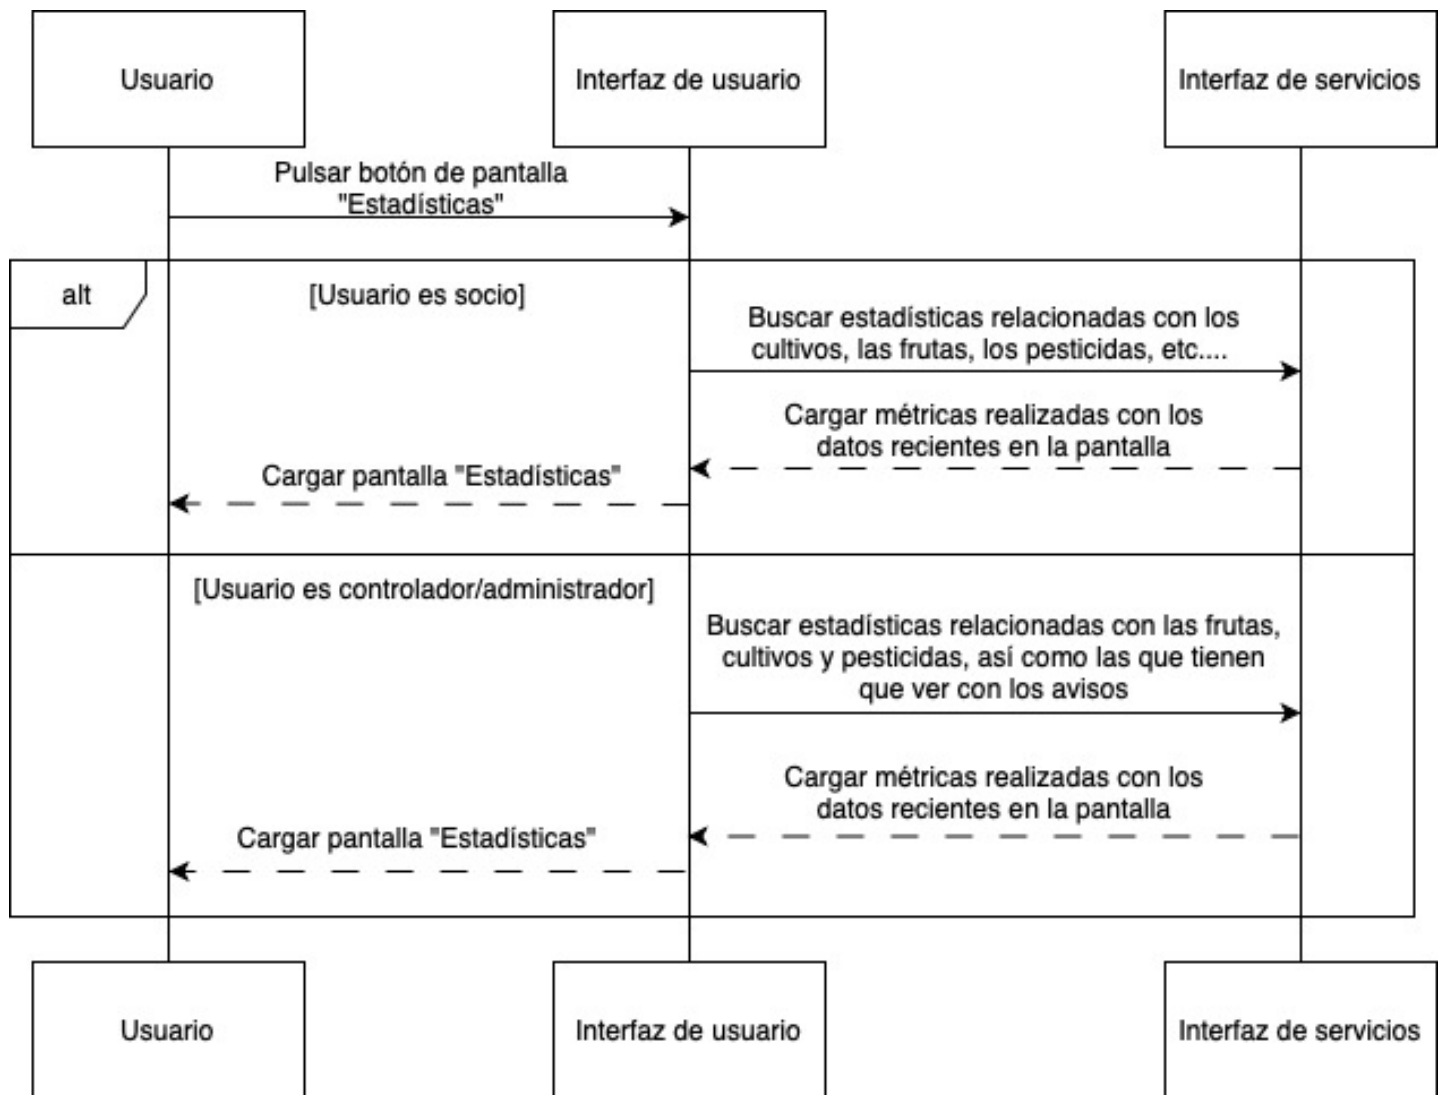 Usuario
Interfaz de usuario
Interfaz de servicios
Pulsar botón de pantalla
"Estadísticas"
alt
[Usuario es socio]
Buscar estadísticas relacionadas con los
cultivos, las frutas, los pesticidas, etc....
Cargar métricas realizadas con los
datos recientes en la pantalla
Cargar pantalla "Estadísticas"
[Usuario es controlador/administrador]
Buscar estadísticas relacionadas con las frutas,
cultivos y pesticidas, así como las que tienen
que ver con los avisos
Cargar métricas realizadas con los
datos recientes en la pantalla
Cargar pantalla "Estadísticas"
Usuario
Interfaz de usuario
Interfaz de servicios